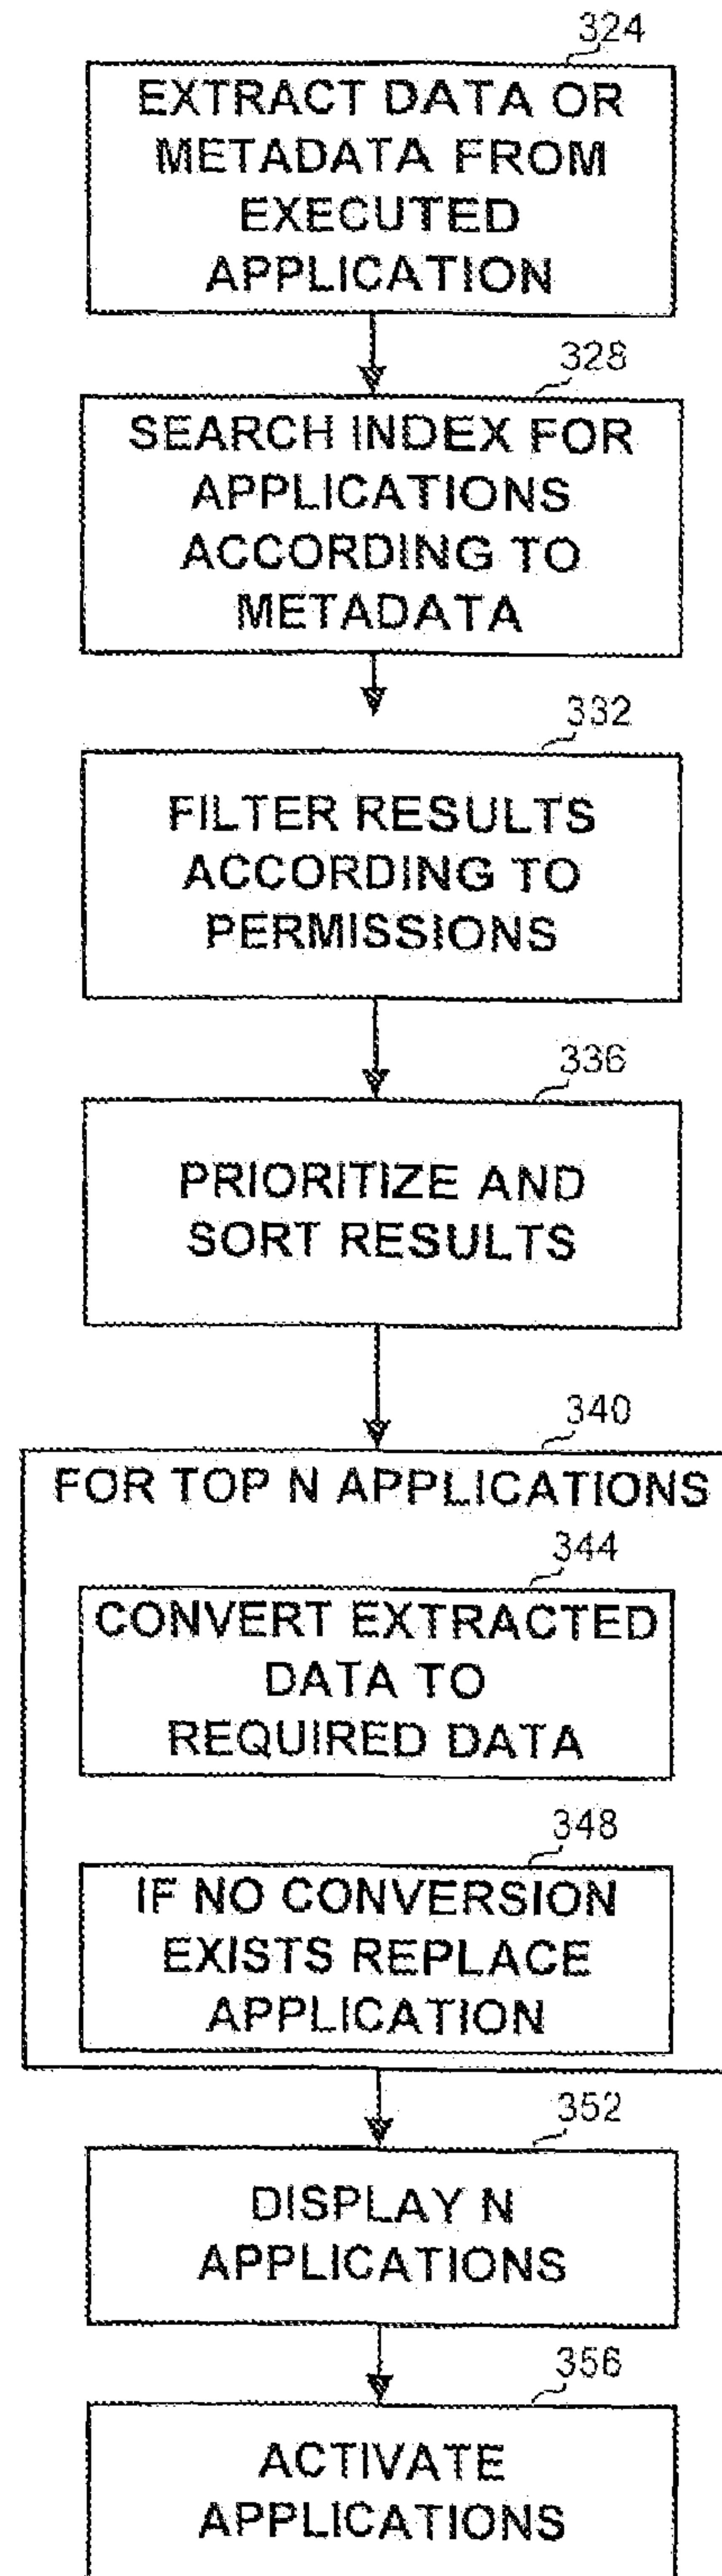 324
EXTRACT DATA OR
METADATA FROM
EXECUTED
APPLICATION
328
SEARCH INDEX FOR
APPLICATIONS
ACCORDING TO
METADATA
332
FILTER RESULTS
ACCORDING TO
PERMISSIONS
336
PRIORITIZE AND
SORT RESULTS
340
FOR TOP N APPLICATIONS
344
CONVERT EXTRACTED
DATA TO
REQUIRED DATA
348
IF NO CONVERSION
EXISTS REPLACE
APPLICATION
352
DISPLAY N
APPLICATIONS
356
ACTIVATE
APPLICATIONS